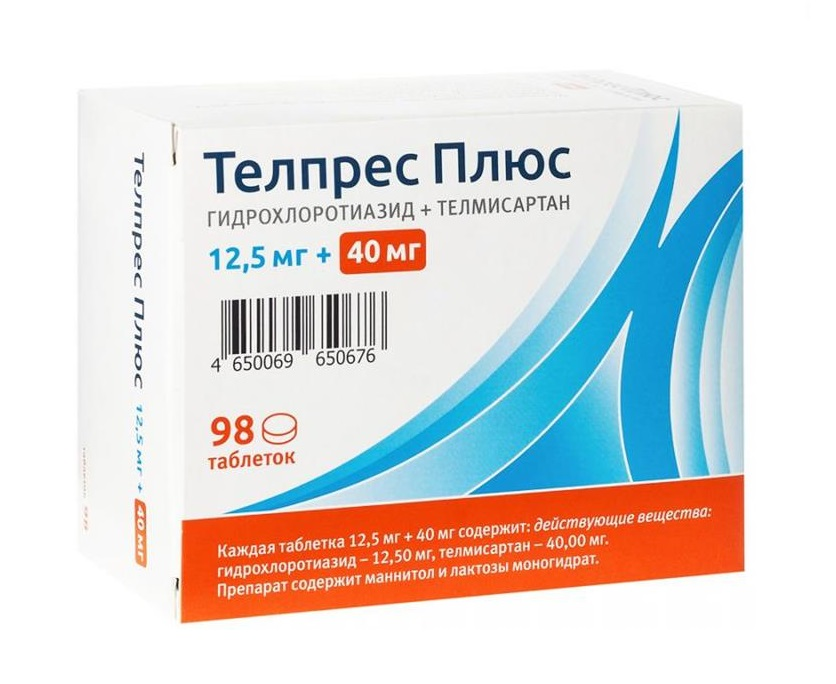 Телпрес Плюс
ГИДРОХЛОРОТИАЗИД + ТЕЛМИСАРТАН
12,5 мг + 40 мг
4 650069 650676
98
таблеток
Каждая таблетка 12,5 мг + 40 мг содержит: действующие вещества:
гидрохлоротиазид – 12,50 мг, телмисартан – 40,00 мг.
Препарат содержит маннитол и лактозы моногидрат.
Телпрес Плюс 12,5 мг + 40 мг
таблетки 98